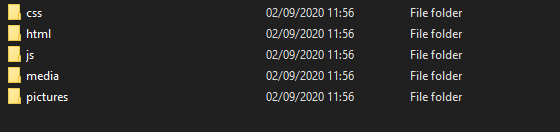 css 02/09/2020 11:56 File folder
html 02/09/2020 11:56 File folder
js 02/09/2020 11:56 File folder
media 02/09/2020 11:56 File folder
pictures 02/09/2020 11:56 File folder